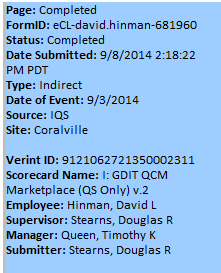 Page: Completed
FormID: eCL-david.hinman-681960
Status: Completed
Date Submitted: 9/8/2014 2:18:22
PM PDT
Type: Indirect
Date of Event: 9/3/2014
Source: IQS
Site: Coralville
Verint ID: 9121062721350002311
Scorecard Name: I: GDIT QCM
Marketplace (QS Only) v.2
Employee: Hinman, David L
Supervisor: Stearns, Douglas R
Manager: Queen, Timothy K
Submitter: Stearns, Douglas R